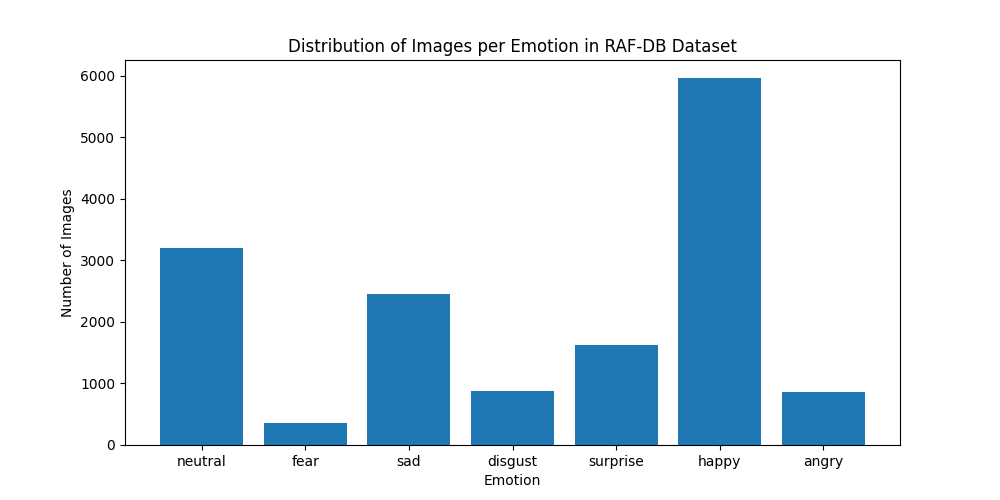 Distribution of Images per Emotion in RAF-DB Dataset
6000
5000
4000
3000
2000
1000
0
Number of Images
neutral fear sad disgust surprise happy angry
Emotion